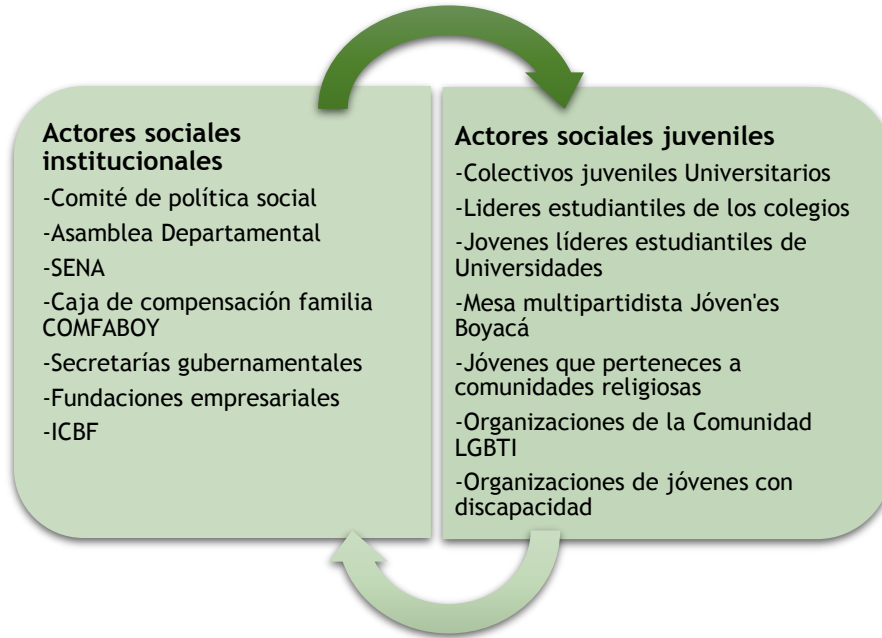 Actores sociales
institucionales
-Comité de política social
-Asamblea Departamental
-SENA
-Caja de compensación familia
COMFABOY
-Secretarías gubernamentales
-Fundaciones empresariales
-ICBF
Actores sociales juveniles
-Colectivos juveniles Universitarios
-Lideres estudiantiles de los colegios
-Jovenes líderes estudiantiles de
Universidades
-Mesa multipartidista Jóven'es
Boyacá
-Jóvenes que perteneces a
comunidades religiosas
-Organizaciones de la Comunidad
LGBTI
-Organizaciones de jóvenes con
discapacidad